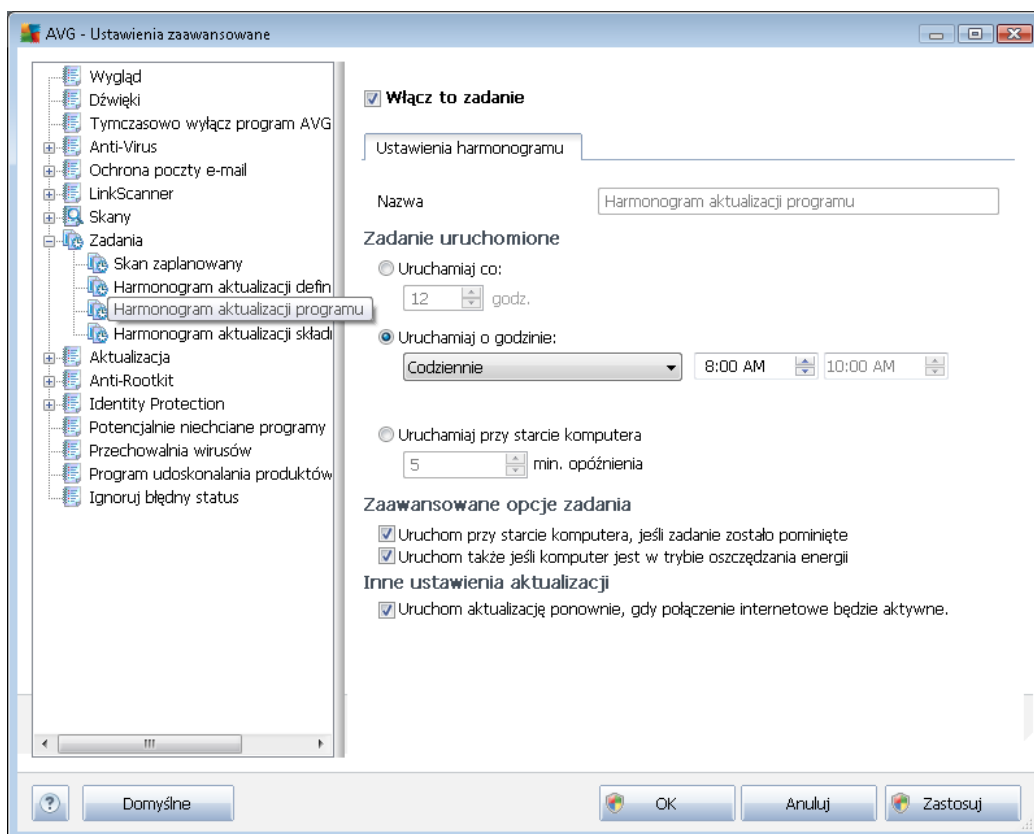 AVG - Ustawienia zaawansowane
Wygląd
Dźwięki
Tymczasowo wyłącz program AVG
Anti-Virus
Ochrona poczty e-mail
LinkScanner
Skany
Zadania
Skan zaplanowany
Harmonogram aktualizacji defin
Harmonogram aktualizacji programu
Harmonogram aktualizacji składı
Aktualizacja
Anti-Rootkit
Identity Protection
Potencjalnie niechciane programy
Przechowalnia wirusów
Program udoskonalania produktów
Ignoruj błędny status
Włącz to zadanie
Ustawienia harmonogramu
Nazwa Harmonogram aktualizacji programu
Zadanie uruchomione
Uruchamiaj co:
12 godz.
Uruchamiaj o godzinie:
Codziennie 8:00 AM 10:00 AM
Uruchamiaj przy starcie komputera
5 min. opóźnienia
Zaawansowane opcje zadania
Uruchom przy starcie komputera, jeśli zadanie zostało pominięte
Uruchom także jeśli komputer jest w trybie oszczędzania energii
Inne ustawienia aktualizacji
Uruchom aktualizację ponownie, gdy połączenie internetowe będzie aktywne.
? Domyślne OK Anuluj Zastosuj